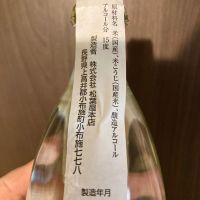 原材料名 米(国産)、米こうじ(国産米)、醸造アルコール
アルコール分 15度
製造者 株式会社 松葉屋本店
長野県上高井郡小布施町小布施七七八
製造年月